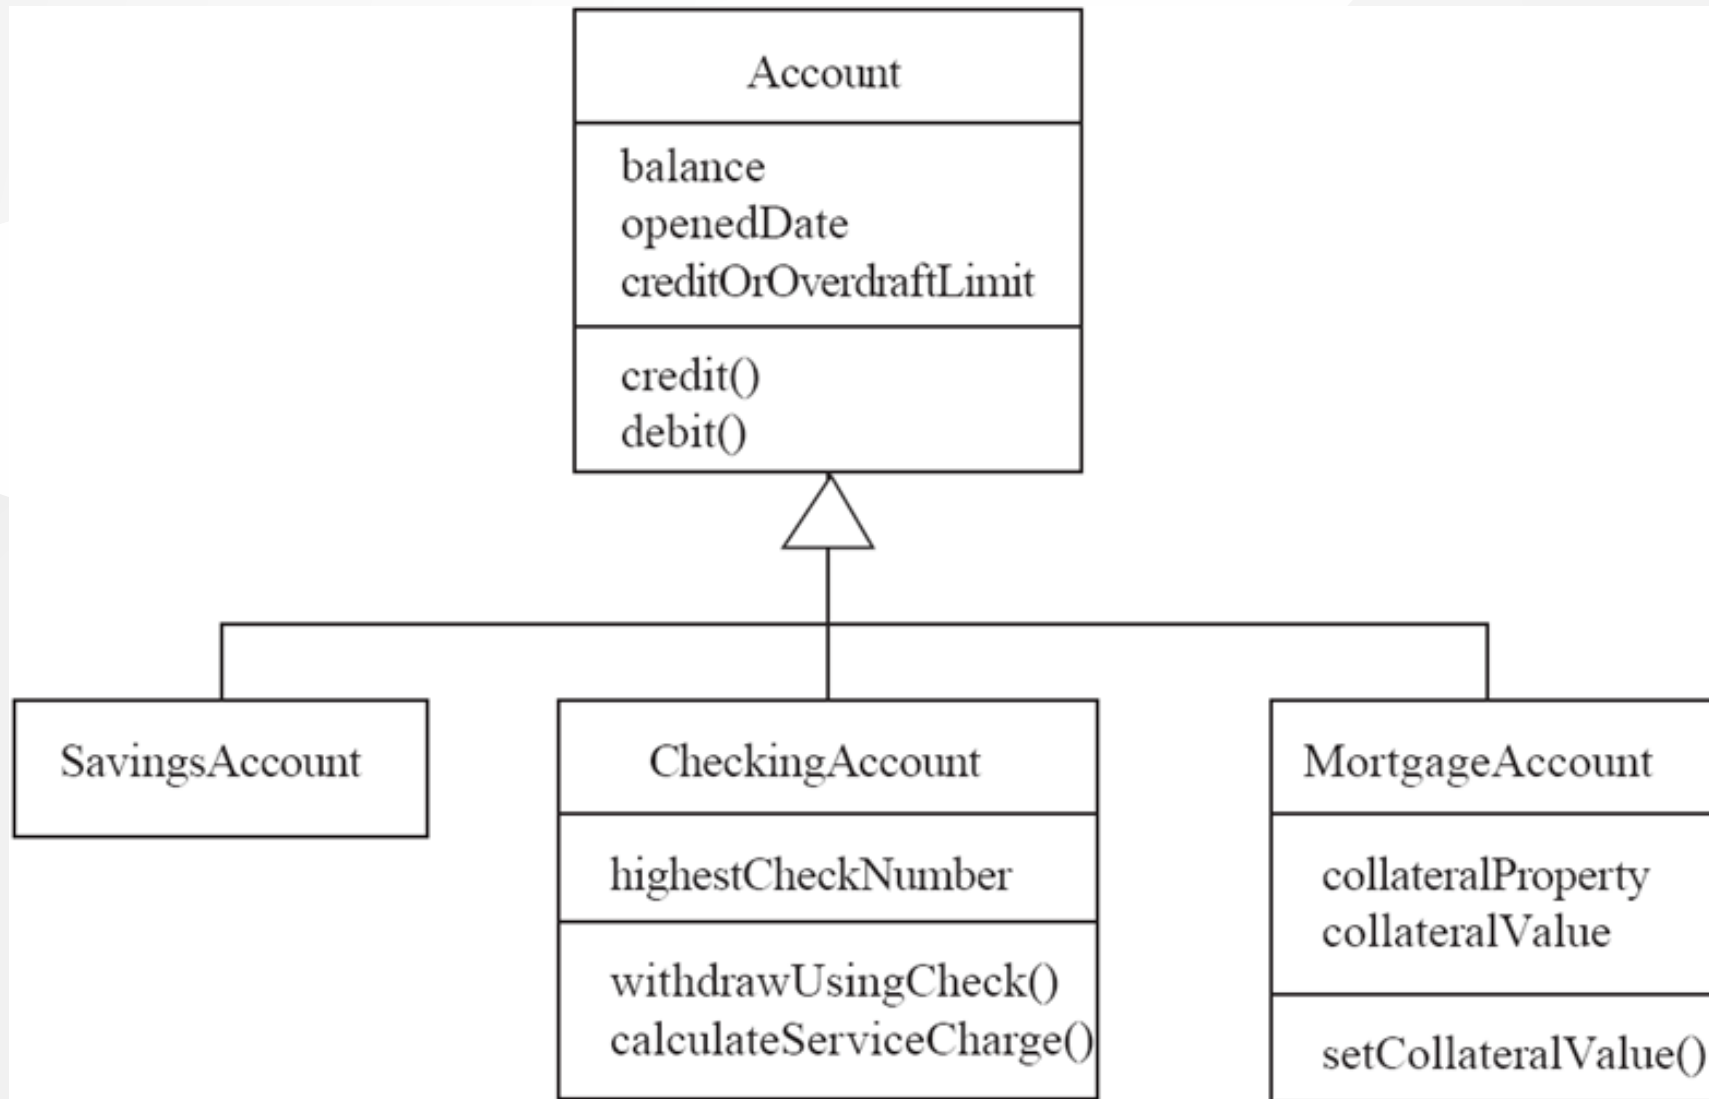 Account
balance
openedDate
creditOrOverdraftLimit
credit()
debit()
SavingsAccount
CheckingAccount
highestCheckNumber
withdrawUsingCheck()
calculateServiceCharge()
MortgageAccount
collateralProperty
collateralValue
setCollateralValue()